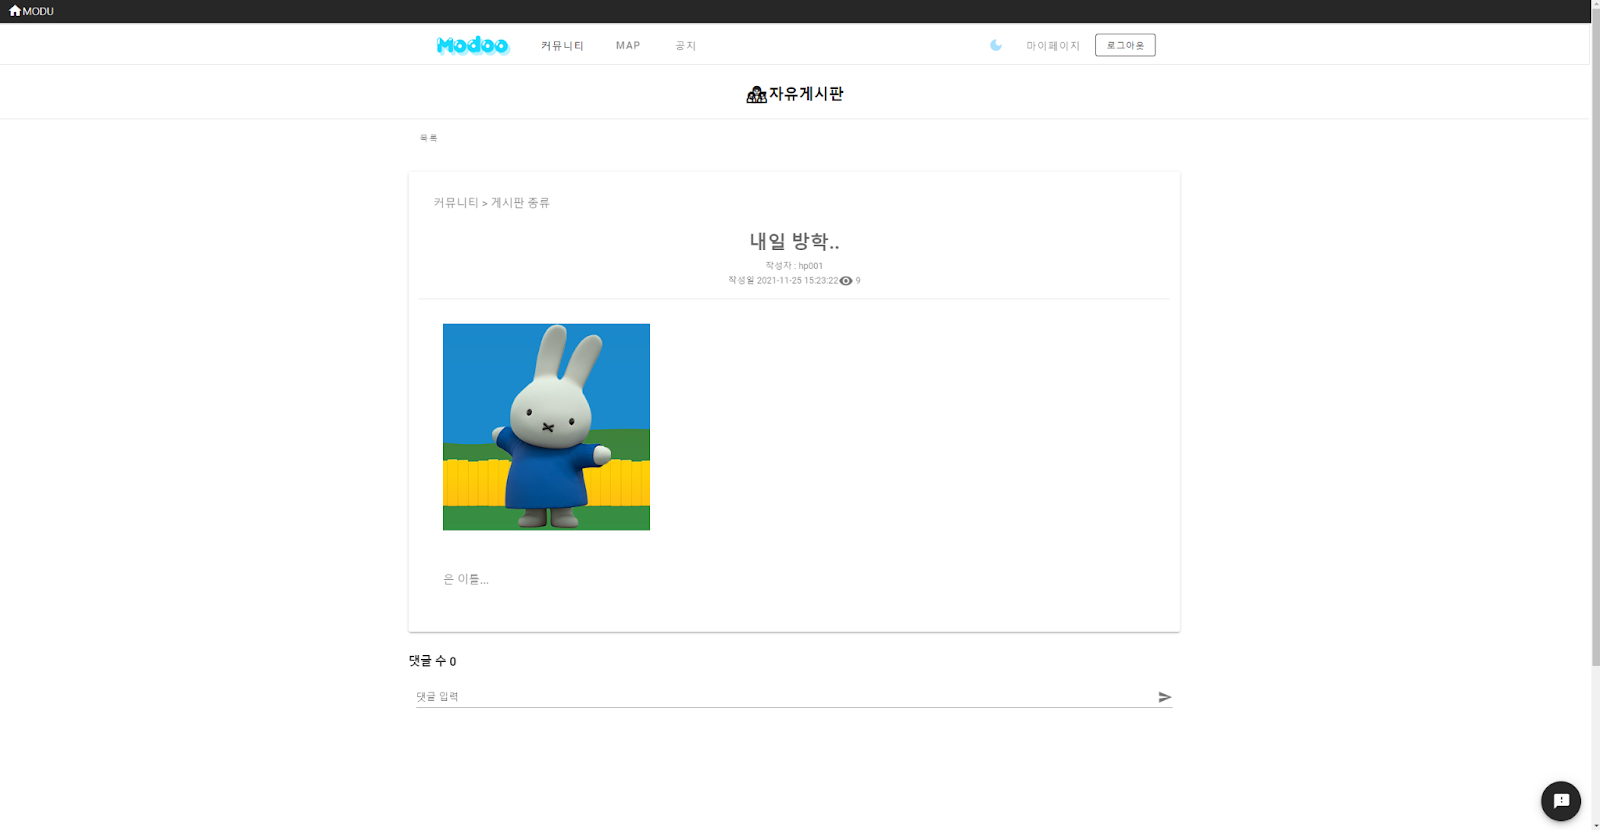 MODU
Modoo 커뮤니티 MAP 공지 마이페이지 로그아웃
자유게시판
목록
커뮤니티 > 게시판 종류
내일 방학..
작성자 : hp001
작성일 2021-11-25 15:23:22 9
은 이틀...
댓글 수 0
댓글 입력